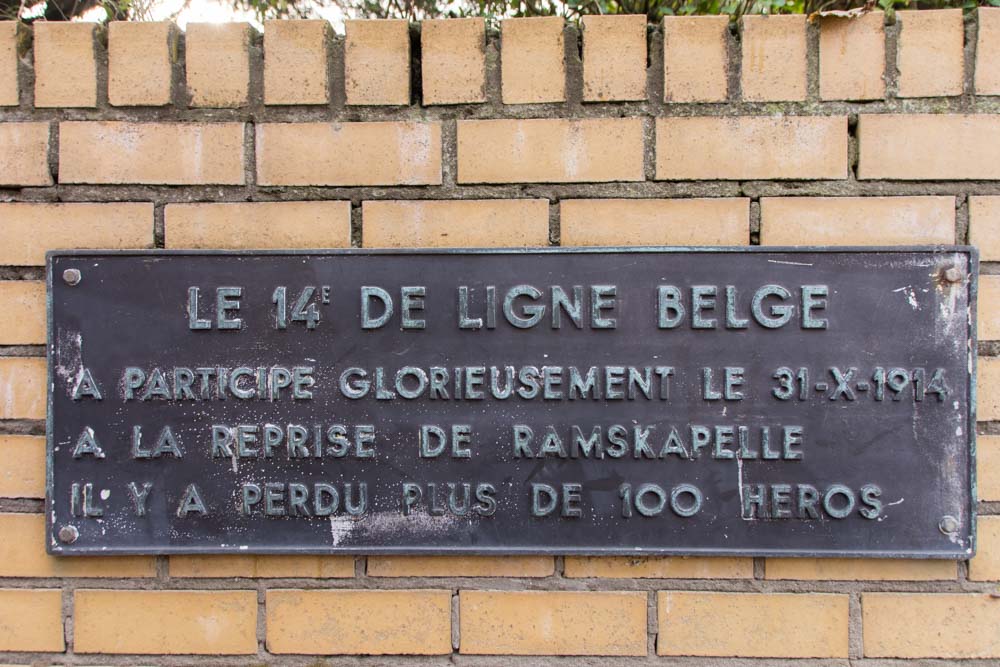 LE 14E DE LIGNE BELGE
A PARTICIPE GLORIEUSEMENT LE 31-X-1914
A LA REPRISE DE RAMSKAPELLE
IL Y A PERDU PLUS DE 100 HEROS